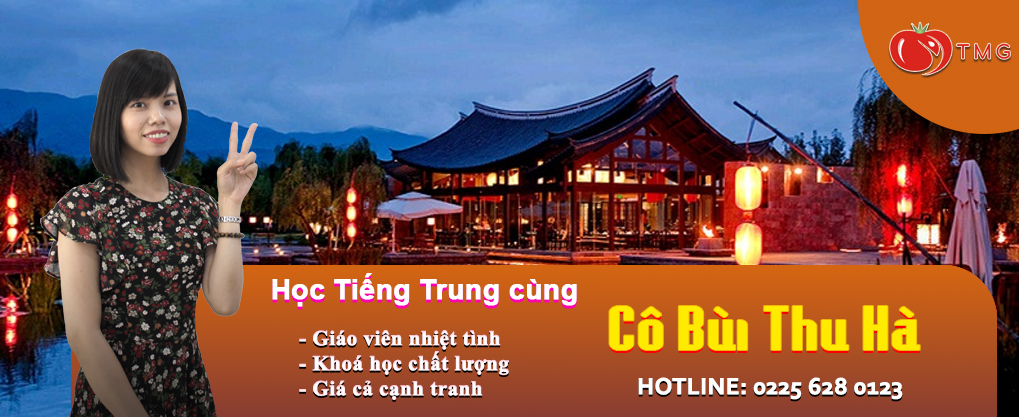 TMG
Học Tiếng Trung cùng
- Giáo viên nhiệt tình
- Khoá học chất lượng
- Giá cả cạnh tranh
Cô Bùi Thu Hà
HOTLINE: 0225 628 0123